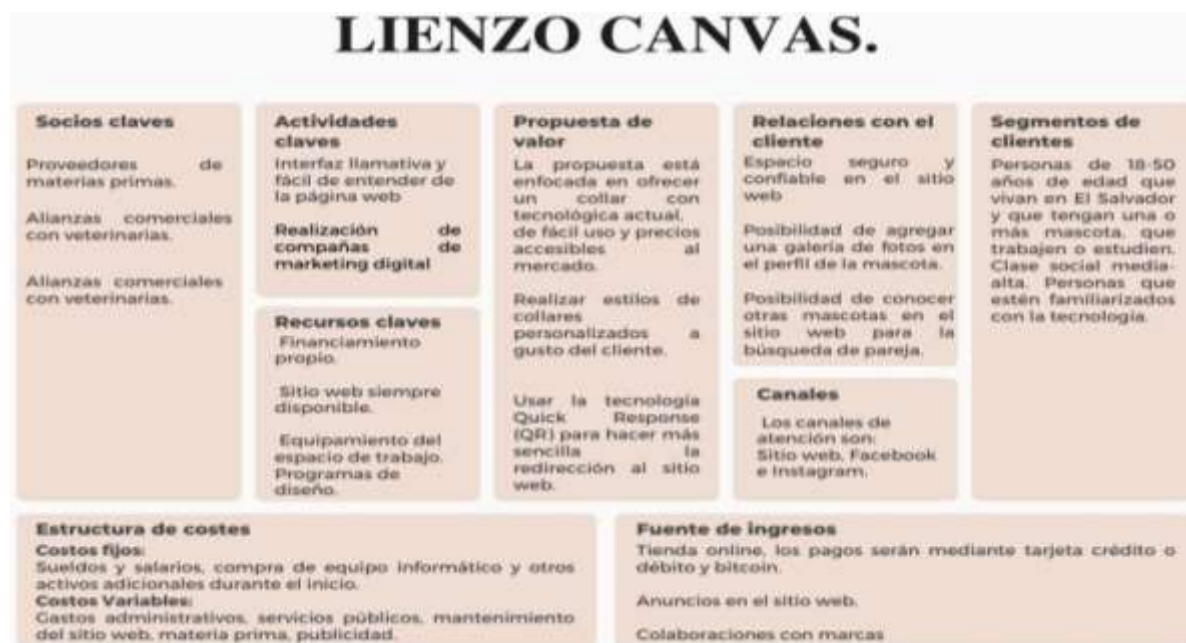 LIENZO CANVAS.
Socios claves
Proveedores de
materias primas.
Alianzas comerciales
con veterinarias.
Alianzas comerciales
con veterinarias.
Actividades
claves
Interfaz llamativa y
fácil de entender de
la página web
Realización de
compañas de
marketing digital
Recursos claves
Financiamiento
propio.
Sitio web siempre
disponible.
Equipamiento del
espacio de trabajo.
Programas de
diseño.
Propuesta de
valor
La propuesta está
enfocada en ofrecer
un collar con
tecnológica actual,
de fácil uso y precios
accesibles al
mercado.
Realizar estilos de
collares
personalizados a
gusto del cliente.
Usar la tecnología
Quick Response
(QR) para hacer más
sencilla la
redirección al sitio
web.
Relaciones con el
cliente
Espacio seguro y
confiable en el sitio
web
Posibilidad de agregar
una galería de fotos en
el perfil de la mascota.
Posibilidad de conocer
otras mascotas en el
sitio web para la
búsqueda de pareja.
Canales
Los canales de
atención son:
Sitio web, Facebook
e Instagram.
Segmentos de
clientes
Personas de 18-50
años de edad que
vivan en El Salvador
y que tengan una o
más mascota, que
trabajen o estudien.
Clase social media-
alta. Personas que
estén familiarizados
con la tecnología.
Estructura de costes
Costos fijos:
Sueldos y salarios, compra de equipo informático y otros
activos adicionales durante el inicio.
Costos Variables:
Gastos administrativos, servicios públicos, mantenimiento
del sitio web, materia prima, publicidad.
Fuente de ingresos
Tienda online, los pagos serán mediante tarjeta crédito o
débito y bitcoin.
Anuncios en el sitio web.
Colaboraciones con marcas